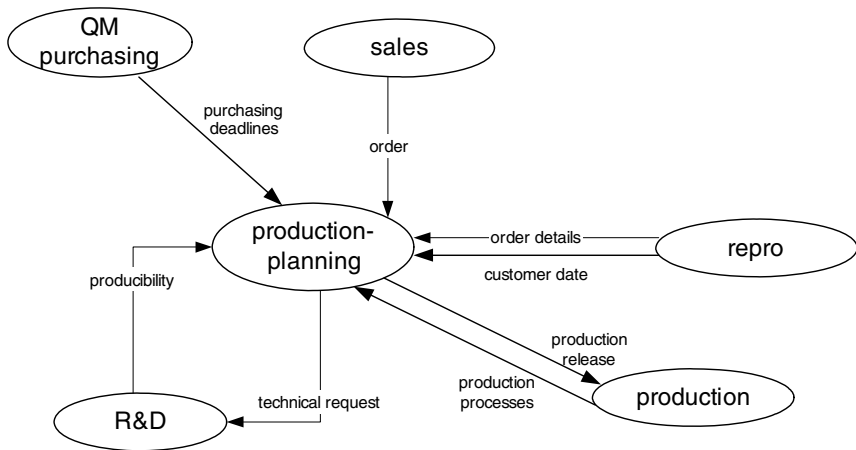 QM
purchasing
sales
purchasing
deadlines
order
production-
planning
order details
customer date
repro
producibility
production
release
production
processes
production
technical request
R&D